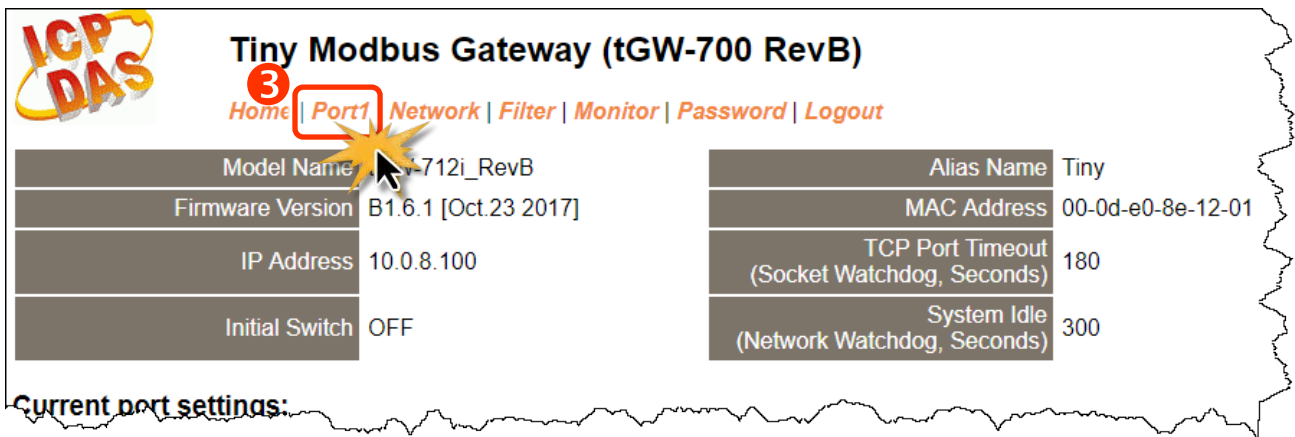 ICP
DAS
Tiny Modbus Gateway (tGW-700 RevB)
3
Home | Port1 | Network | Filter | Monitor | Password | Logout
Model Name -712i_RevB Alias Name Tiny
Firmware Version B1.6.1 [Oct.23 2017] MAC Address 00-0d-e0-8e-12-01
IP Address 10.0.8.100 TCP Port Timeout
(Socket Watchdog, Seconds) 180
Initial Switch OFF System Idle
(Network Watchdog, Seconds) 300
Current port settings: